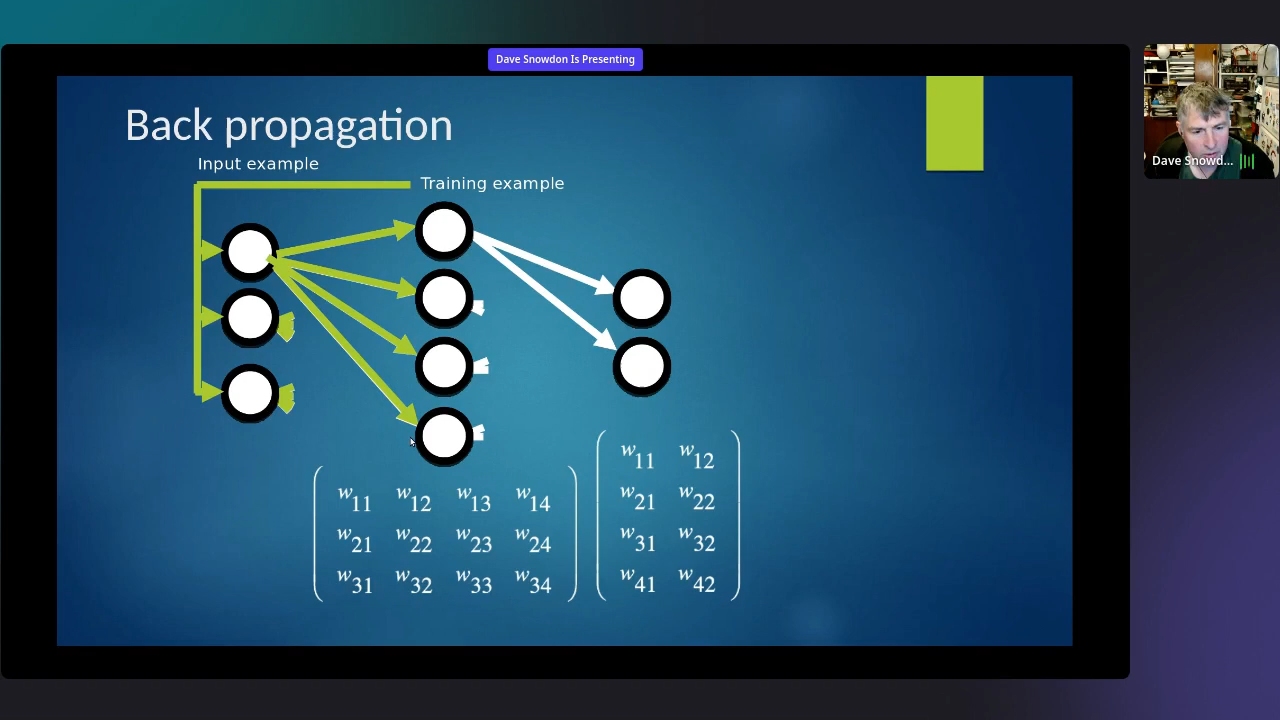 Dave Snowdon Is Presenting
Back propagation
Input example
Training example
Dave Snowd...
w11 w12
w21 w22
w31 w32
w41 w42
w11 w12 w13 w14
w21 w22 w23 w24
w31 w32 w33 w34